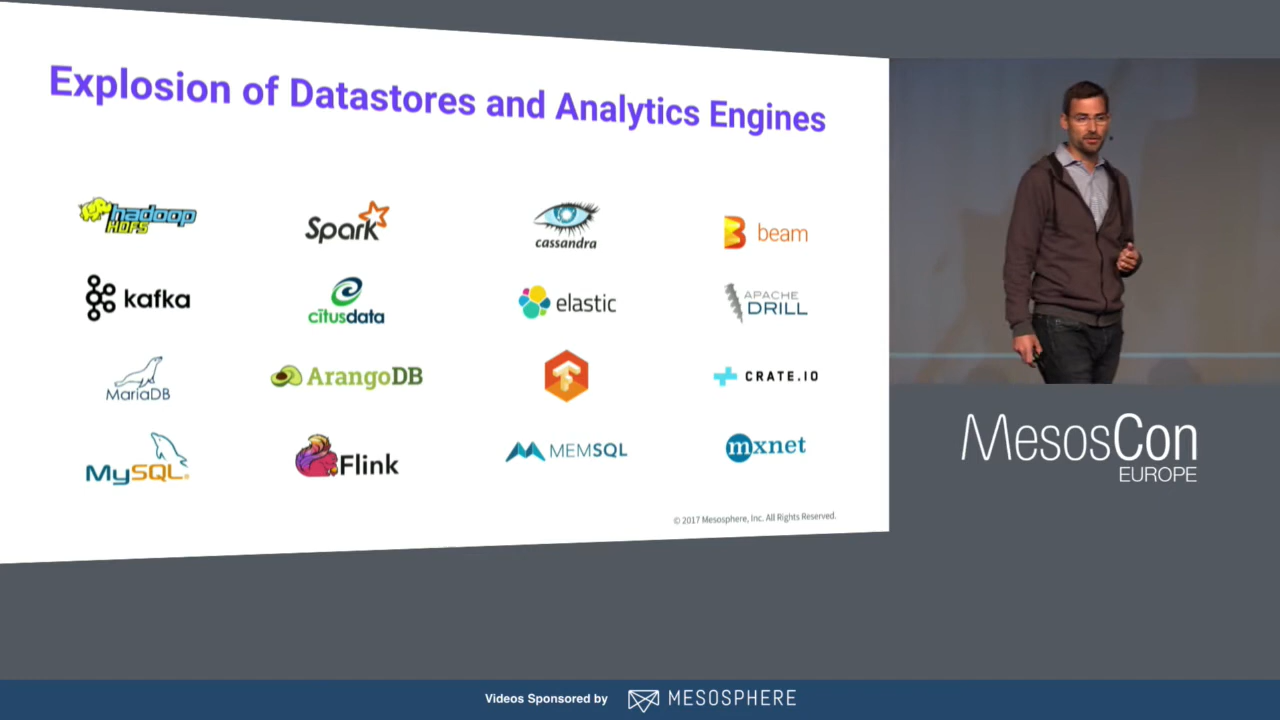 Explosion of Datastores and Analytics Engines
hadoop
HDFS
Spark
cassandra
beam
kafka
citusdata
elastic
APACHE
DRILL
MariaDB
ArangoDB
CRATE.IO
MySQL®
Flink
MEMSQL
mxnet
© 2017 Mesosphere, Inc. All Rights Reserved.
MesosCon
EUROPE
Videos Sponsored by MESOSPHERE